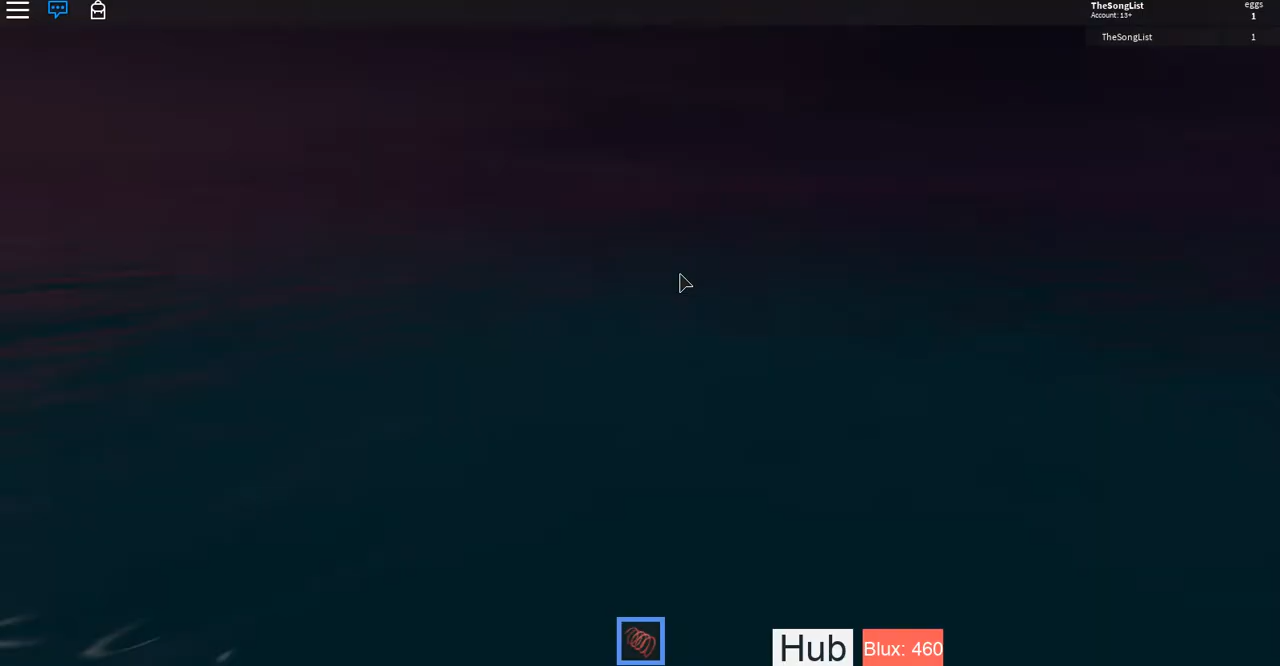 TheSongList
Account: 13+
eggs
1
TheSongList 1
Hub
Blux: 460